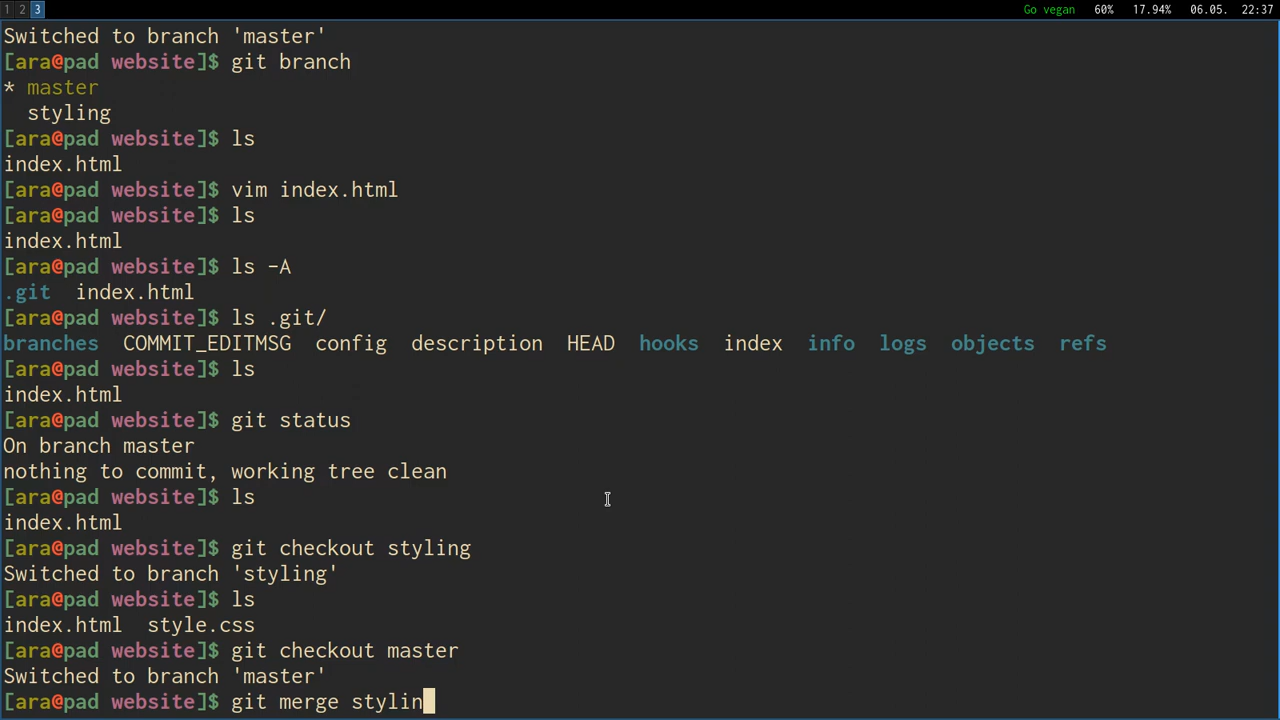 1 2 3 Go vegan 60% 17.94% 06.05. 22:37
Switched to branch 'master'
[ara@pad website]$ git branch
* master
  styling
[ara@pad website]$ ls
index.html
[ara@pad website]$ vim index.html
[ara@pad website]$ ls
index.html
[ara@pad website]$ ls -A
.git  index.html
[ara@pad website]$ ls .git/
branches  COMMIT_EDITMSG  config  description  HEAD  hooks  index  info  logs  objects  refs
[ara@pad website]$ ls
index.html
[ara@pad website]$ git status
On branch master
nothing to commit, working tree clean
[ara@pad website]$ ls
index.html
[ara@pad website]$ git checkout styling
Switched to branch 'styling'
[ara@pad website]$ ls
index.html  style.css
[ara@pad website]$ git checkout master
Switched to branch 'master'
[ara@pad website]$ git merge stylin